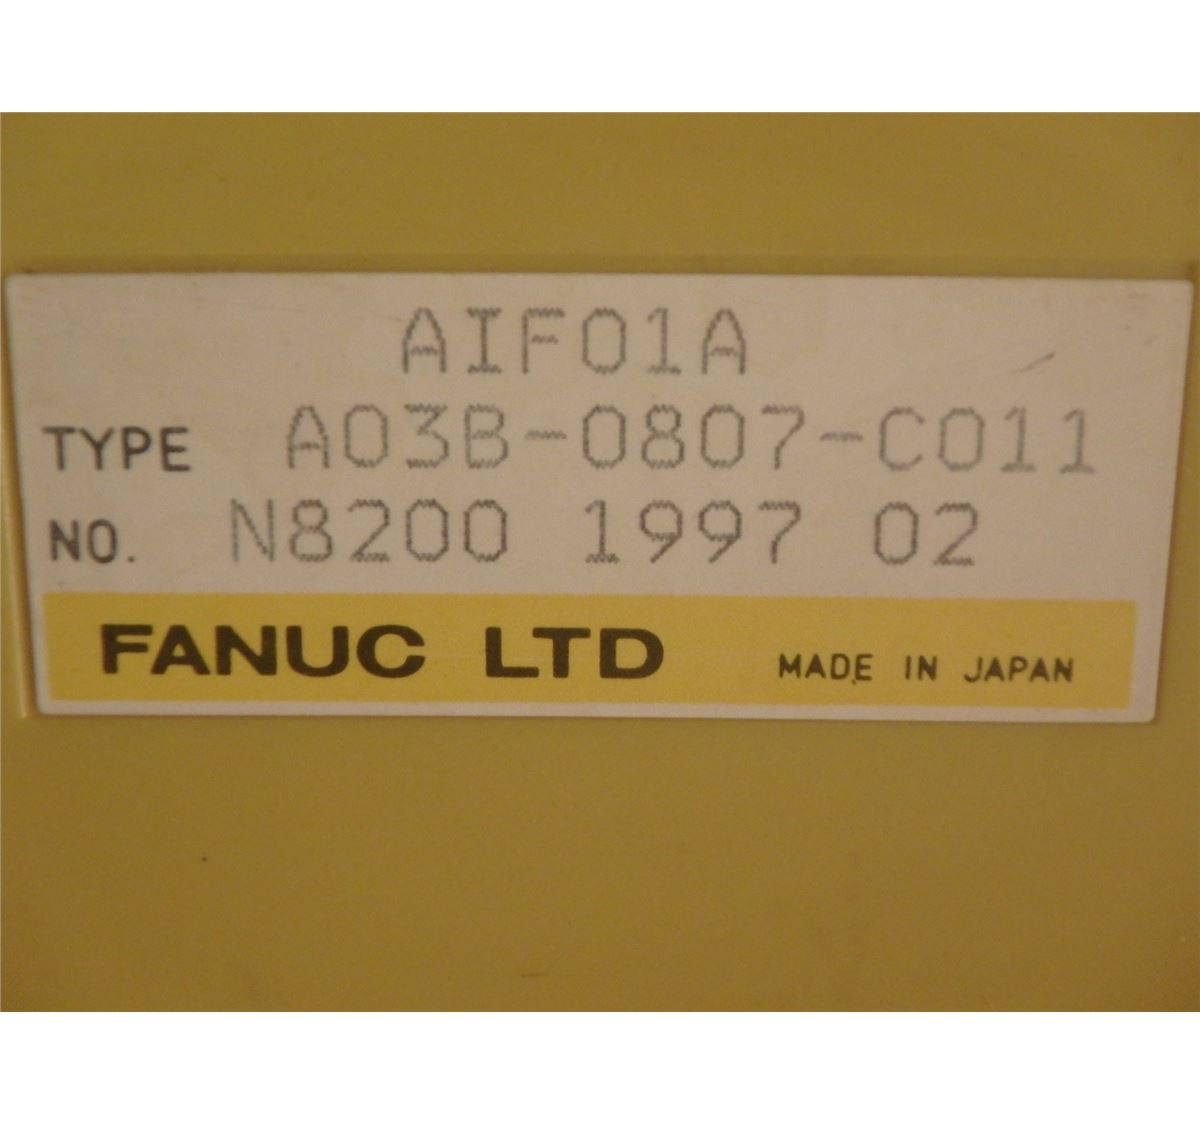 AIF01A
TYPE A03B-0807-C011
NO. N8200 1997 02
FANUC LTD MADE IN JAPAN